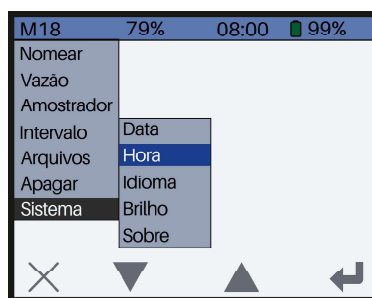 M18 79% 08:00 99%
Nomear
Vazão
Amostrador
Intervalo
Arquivos
Apagar
Sistema
Data
Hora
Idioma
Brilho
Sobre